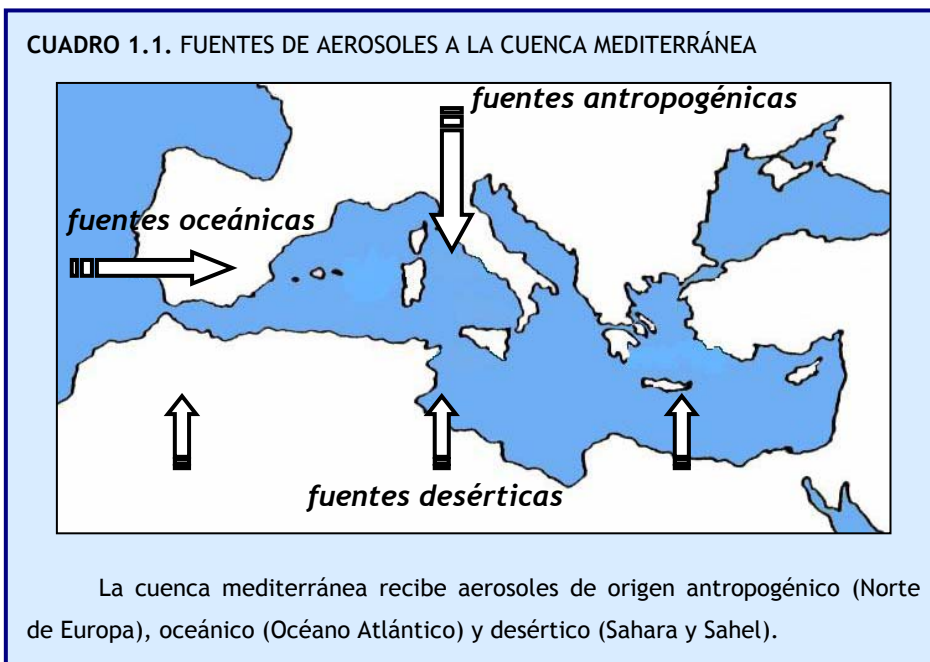 CUADRO 1.1. FUENTES DE AEROSOLES A LA CUENCA MEDITERRÁNEA
fuentes antropogénicas
fuentes oceánicas
fuentes desérticas
La cuenca mediterránea recibe aerosoles de origen antropogénico (Norte
de Europa), oceánico (Océano Atlántico) y desértico (Sahara y Sahel).